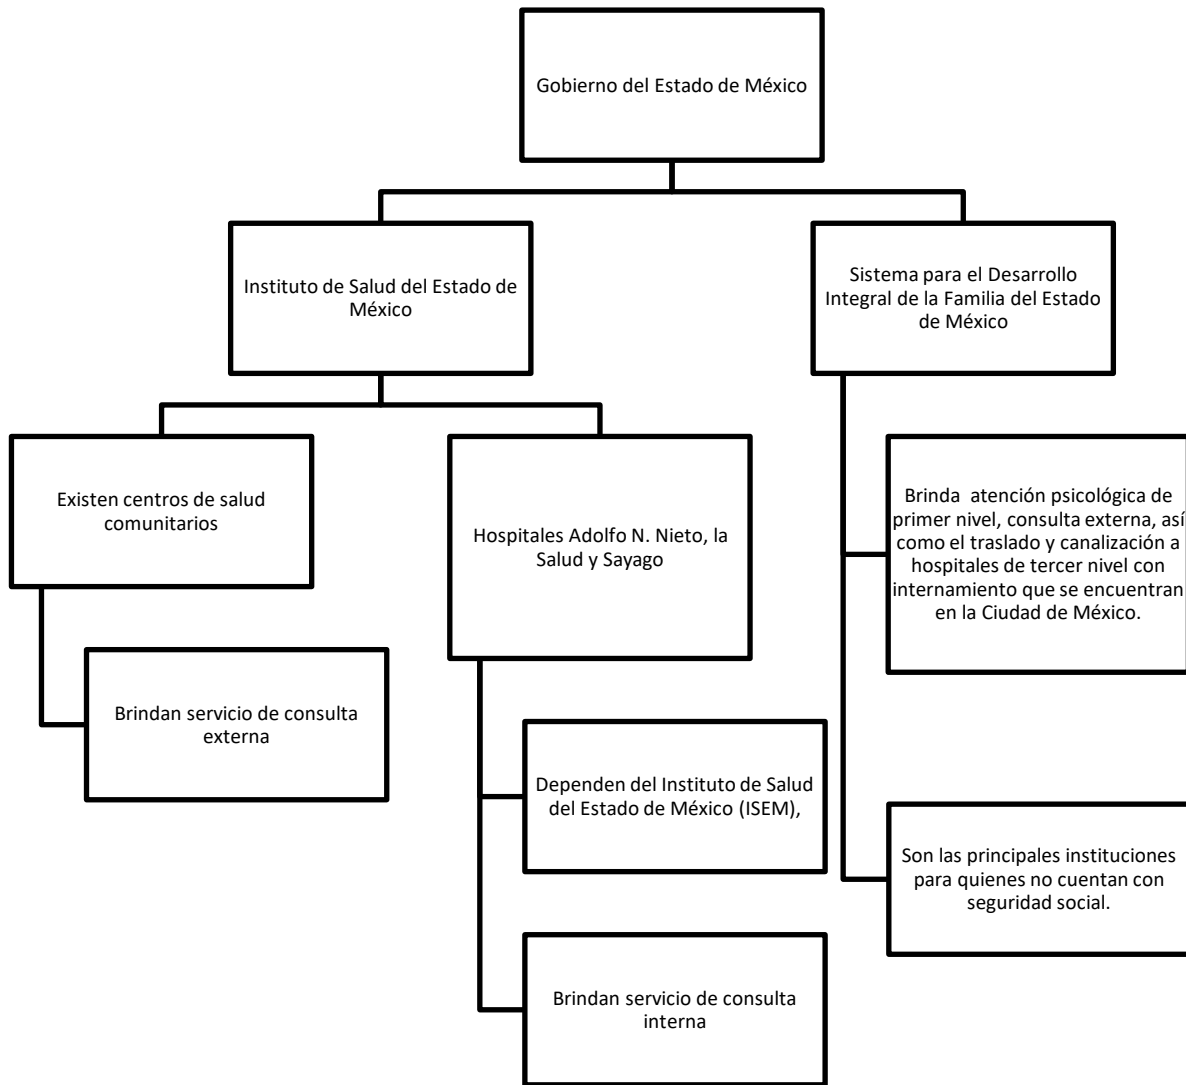 Gobierno del Estado de México
Instituto de Salud del Estado de
México
Sistema para el Desarrollo
Integral de la Familia del Estado
de México
Existen centros de salud
comunitarios
Brindan servicio de consulta
externa
Hospitales Adolfo N. Nieto, la
Salud y Sayago
Dependen del Instituto de Salud
del Estado de México (ISEM),
Brindan servicio de consulta
interna
Brinda atención psicológica de
primer nivel, consulta externa, así
como el traslado y canalización a
hospitales de tercer nivel con
internamiento que se encuentran
en la Ciudad de México.
Son las principales instituciones
para quienes no cuentan con
seguridad social.